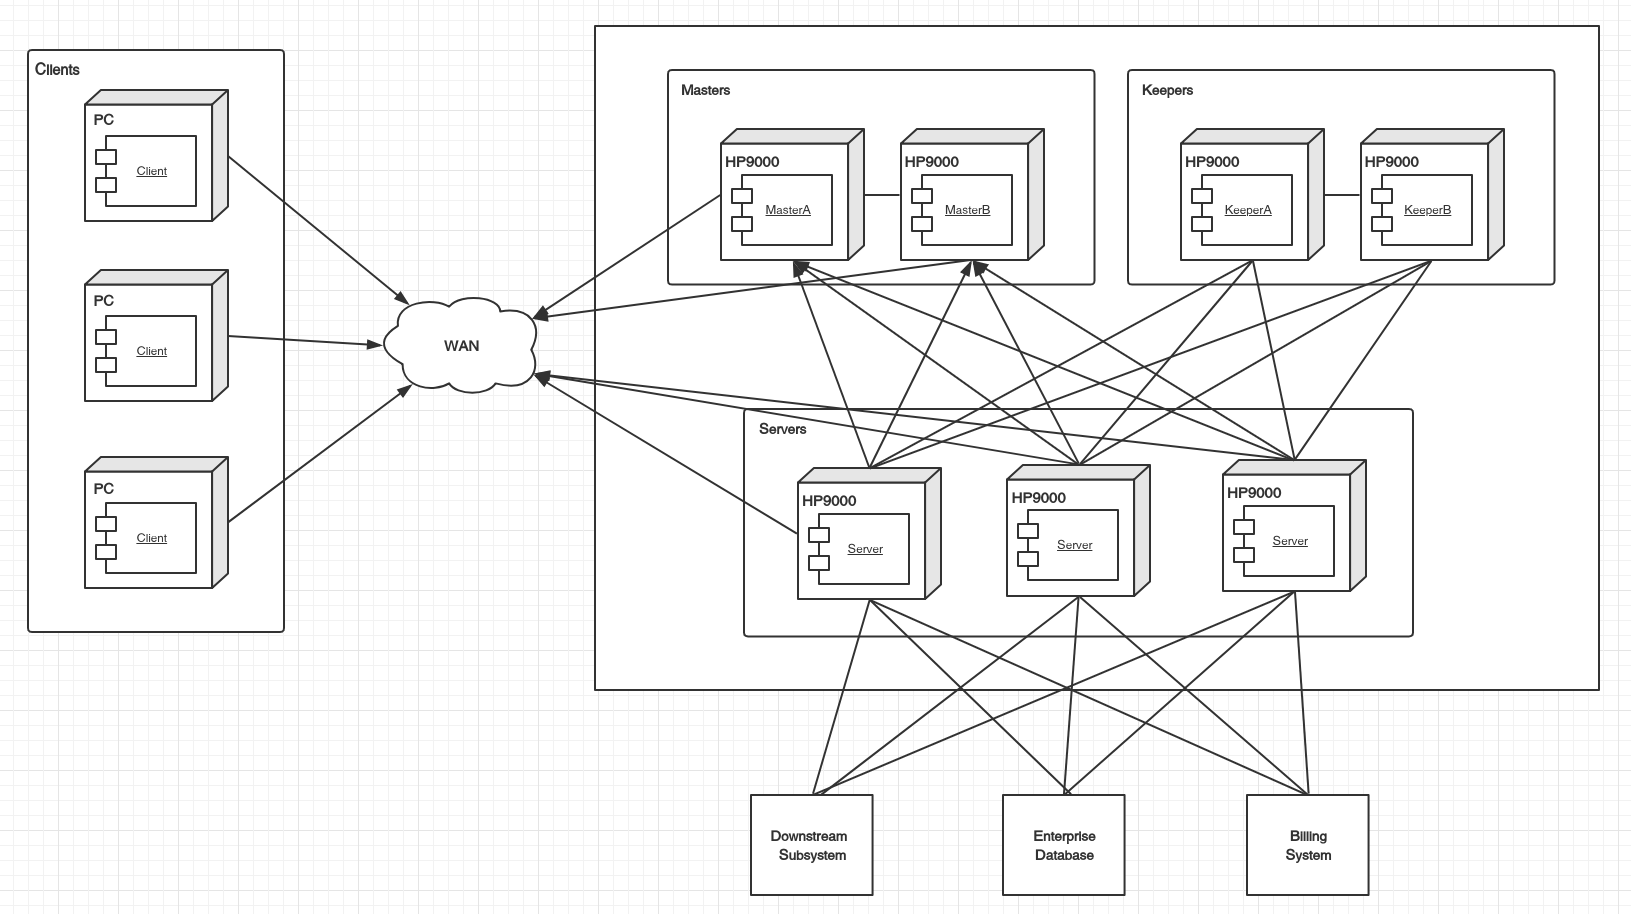 Clients
PC
Client
PC
Client
PC
Client
WAN
Masters
HP9000
MasterA
HP9000
MasterB
Keepers
HP9000
KeeperA
HP9000
KeeperB
Servers
HP9000
Server
HP9000
Server
HP9000
Server
Downstream
Subsystem
Enterprise
Database
Billing
System